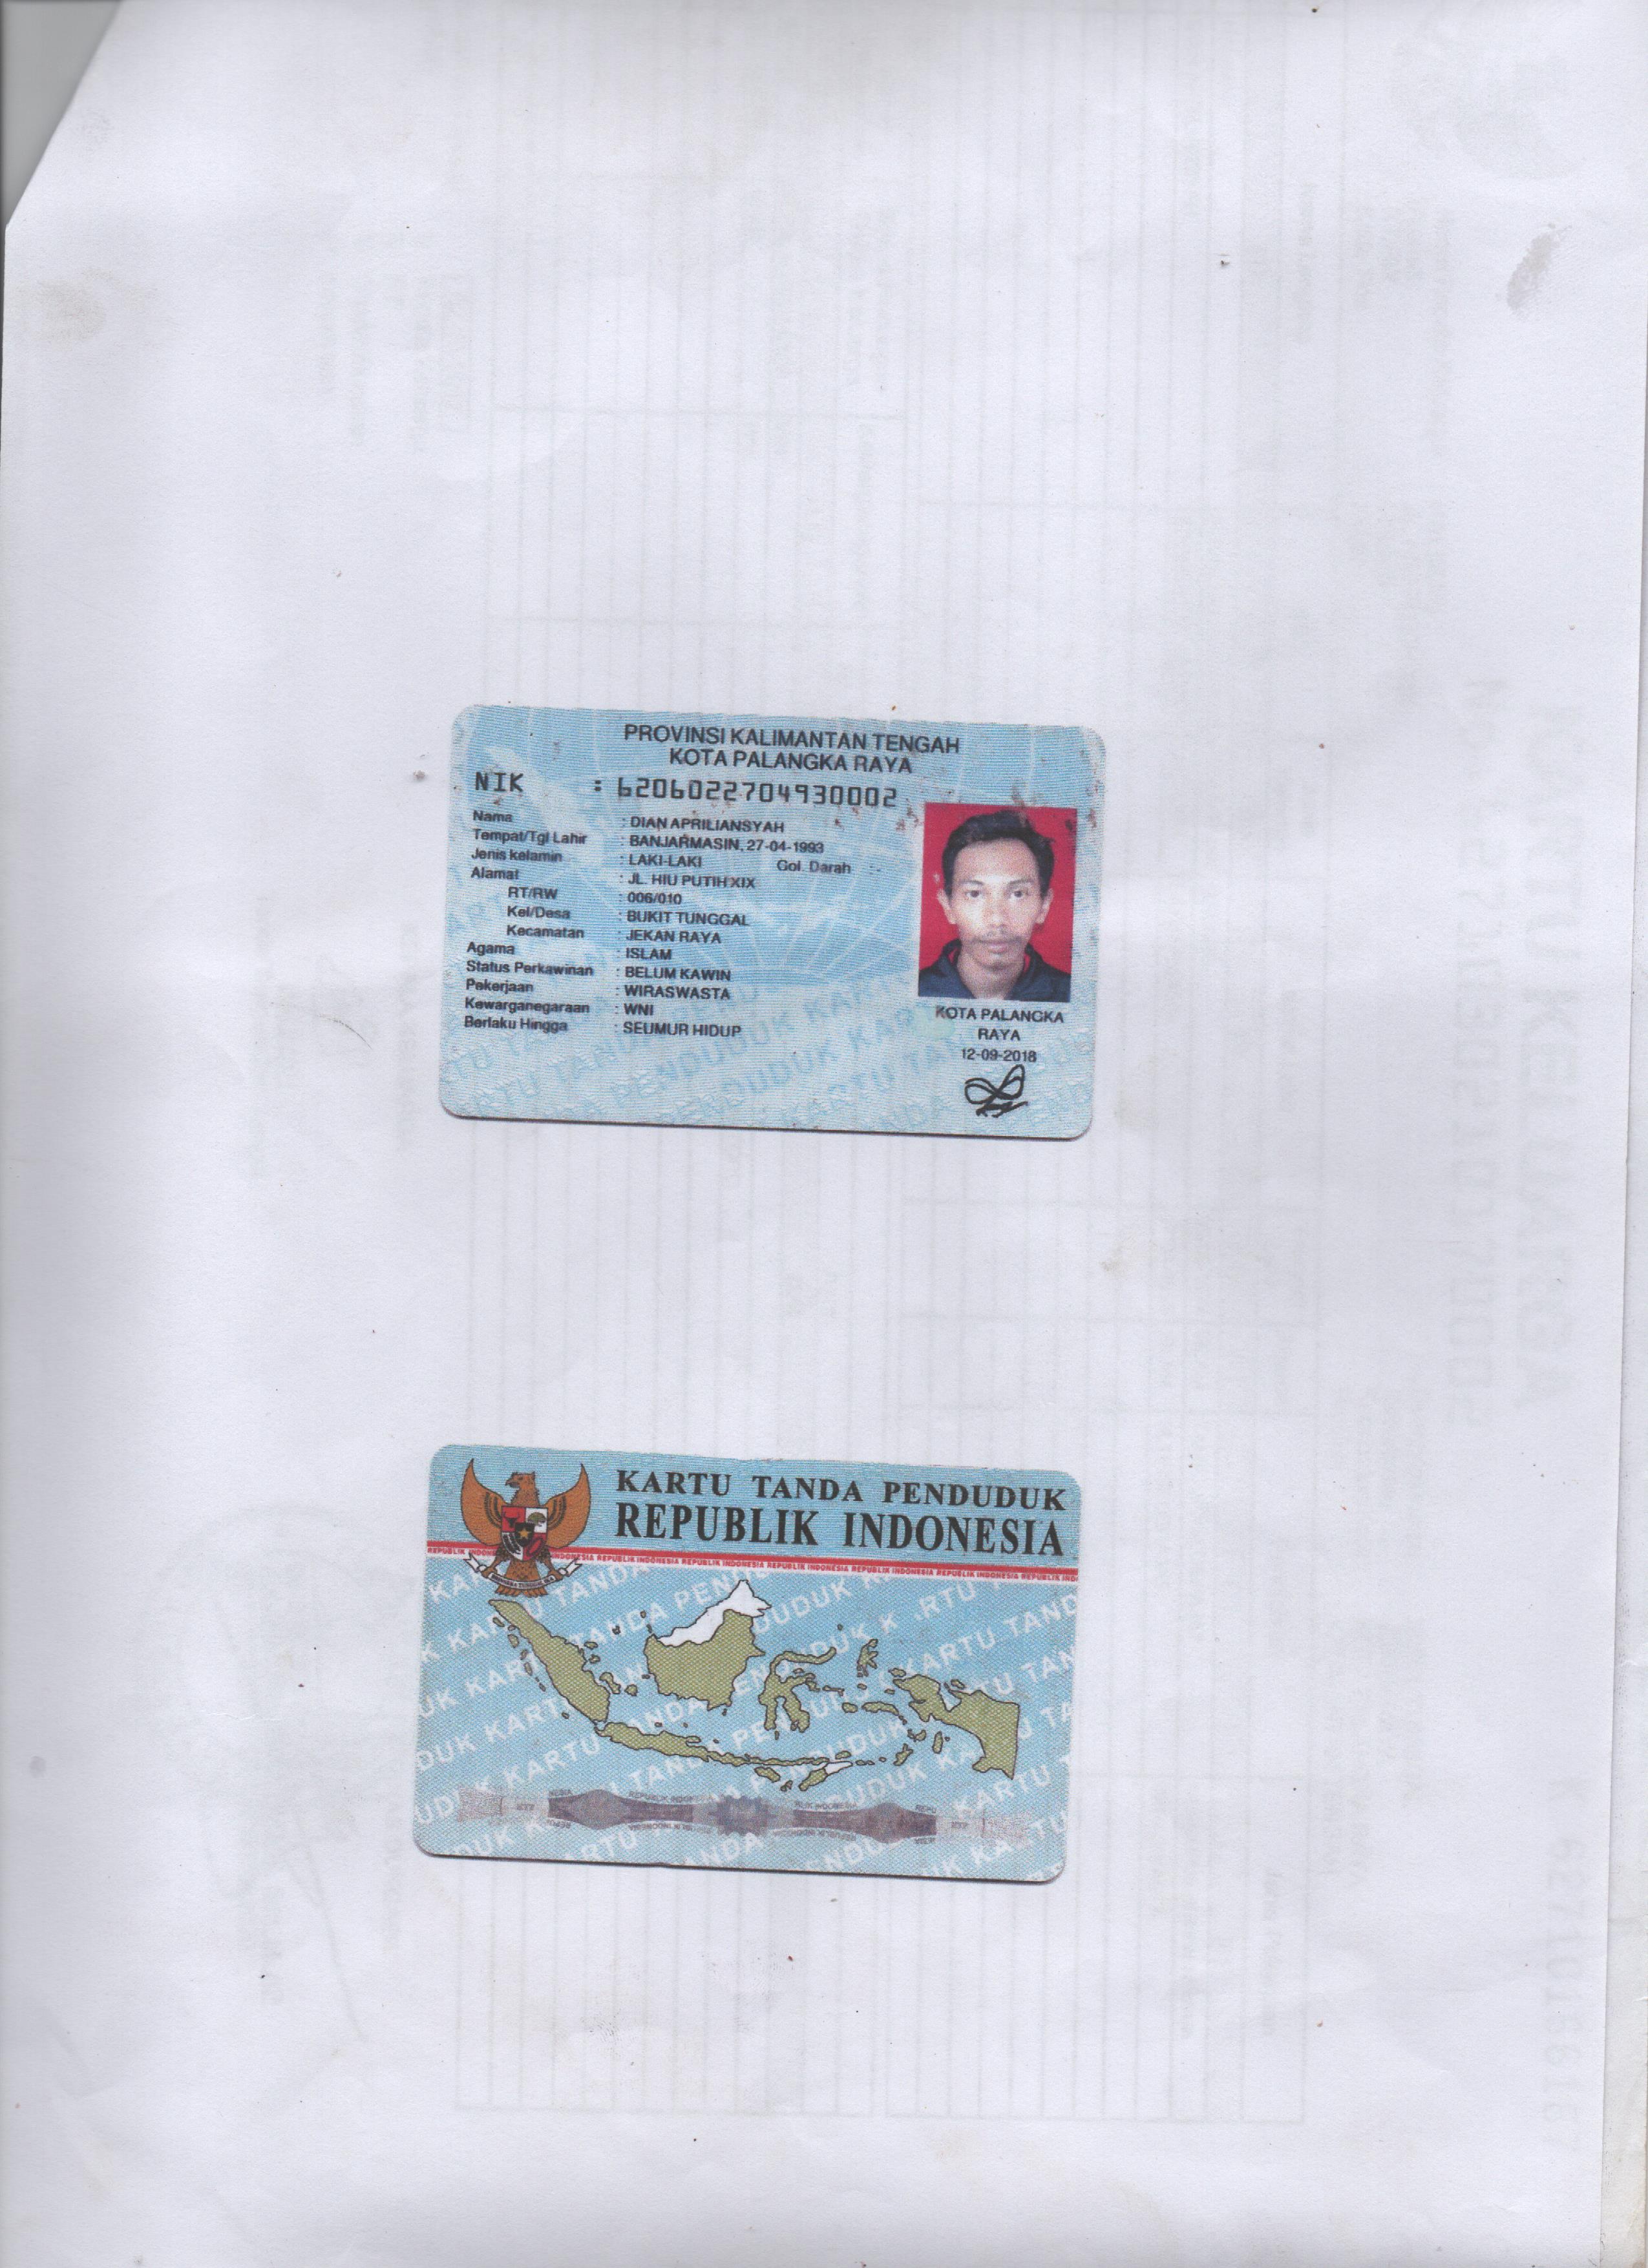 PROVINSI KALIMANTAN TENGAH
KOTA PALANGKA RAYA
NIK : 6206022704930002
Nama : DIAN APRILIANSYAH
Tempat/Tgl Lahir : BANJARMASIN, 27-04-1993
Jenis kelamin : LAKI-LAKI Gol. Darah : -
Alamat : JL. HIU PUTIH XIX
RT/RW : 006/010
Kel/Desa : BUKIT TUNGGAL
Kecamatan : JEKAN RAYA
Agama : ISLAM
Status Perkawinan : BELUM KAWIN
Pekerjaan : WIRASWASTA
Kewarganegaraan : WNI
Berlaku Hingga : SEUMUR HIDUP
KOTA PALANGKA
RAYA
12-09-2018
KARTU TANDA PENDUDUK
REPUBLIK INDONESIA